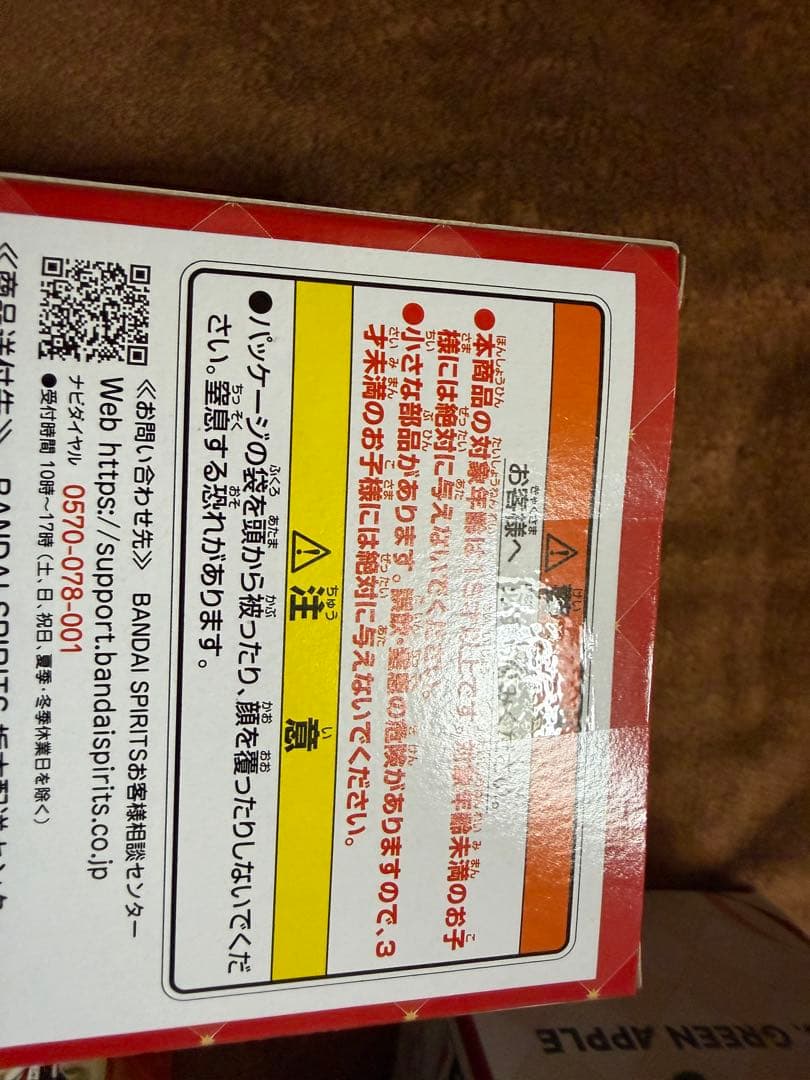 ⚠警
お客様へ
●本商品の対象年齢は
以上です。対象年齢未満のお子
様には絶対に与えないでください。
●小さな部品があります。誤飲。窒息の危険がありますので、3
才未満のお子様には絶対に与えないでください。
⚠注 意
●パッケージの袋を頭から被ったり、顔を覆ったりしないでくだ
さい。窒息する恐れがあります。
《お問い合わせ先》 BANDAI SPIRITSお客様相談センター
Web https://support.bandaispirits.co.jp
ナビダイヤル 0570-078-001
●受付時間 10時〜17時(土、日、祝日、夏季・冬季休業日を除く)
《商品送付先》 BANDAI SPIRITS
GREEN APPLE